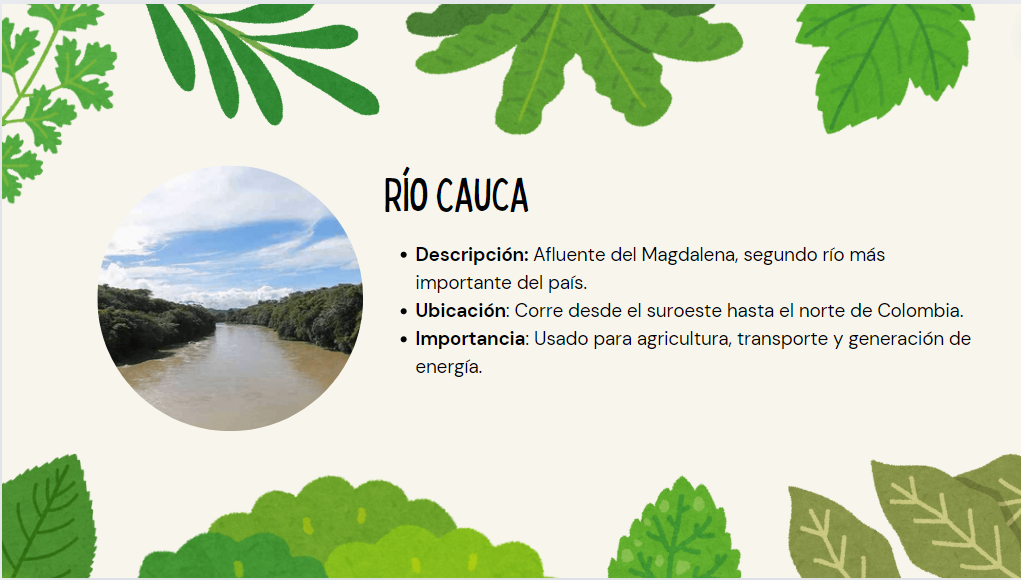 RÍO CAUCA
• Descripción: Afluente del Magdalena, segundo río más
importante del país.
• Ubicación: Corre desde el suroeste hasta el norte de Colombia.
• Importancia: Usado para agricultura, transporte y generación de
energía.